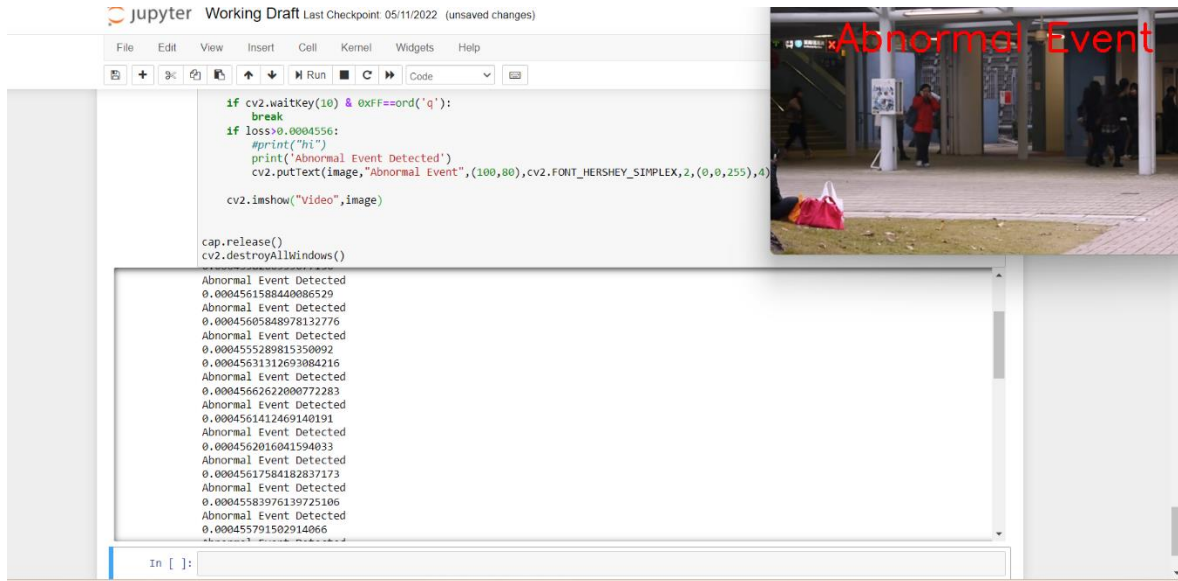 jupyter Working Draft Last Checkpoint: 05/11/2022 (unsaved changes)
File Edit View Insert Cell Kernel Widgets Help
Run Code
if cv2.waitKey(10) & 0xFF==ord('q'):
break
if loss>0.0004556:
#print("hi")
print('Abnormal Event Detected')
cv2.putText(image,"Abnormal Event",(100,80),cv2.FONT_HERSHEY_SIMPLEX,2,(0,0,255),4)
cv2.imshow("Video",image)
cap.release()
cv2.destroyAllWindows()
Abnormal Event Detected
0.0004561588440086529
Abnormal Event Detected
0.00045605848978132776
Abnormal Event Detected
0.0004555289815350092
0.00045631312693084216
Abnormal Event Detected
0.00045662622000772283
Abnormal Event Detected
0.0004561412469140191
Abnormal Event Detected
0.0004562016041594033
Abnormal Event Detected
0.00045617584182837173
Abnormal Event Detected
0.00045583976139725106
Abnormal Event Detected
0.000455791502914066
Abnormal Event Detected
In [ ]:
Abnormal Event